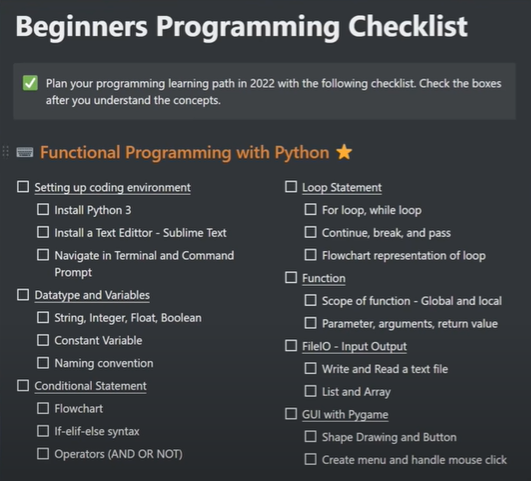 Beginners Programming Checklist
Plan your programming learning path in 2022 with the following checklist. Check the boxes
after you understand the concepts.
Functional Programming with Python
Setting up coding environment
Install Python 3
Install a Text Edittor - Sublime Text
Navigate in Terminal and Command
Prompt
Datatype and Variables
String, Integer, Float, Boolean
Constant Variable
Naming convention
Conditional Statement
Flowchart
If-elif-else syntax
Operators (AND OR NOT)
Loop Statement
For loop, while loop
Continue, break, and pass
Flowchart representation of loop
Function
Scope of function - Global and local
Parameter, arguments, return value
FileIO - Input Output
Write and Read a text file
List and Array
GUI with Pygame
Shape Drawing and Button
Create menu and handle mouse click